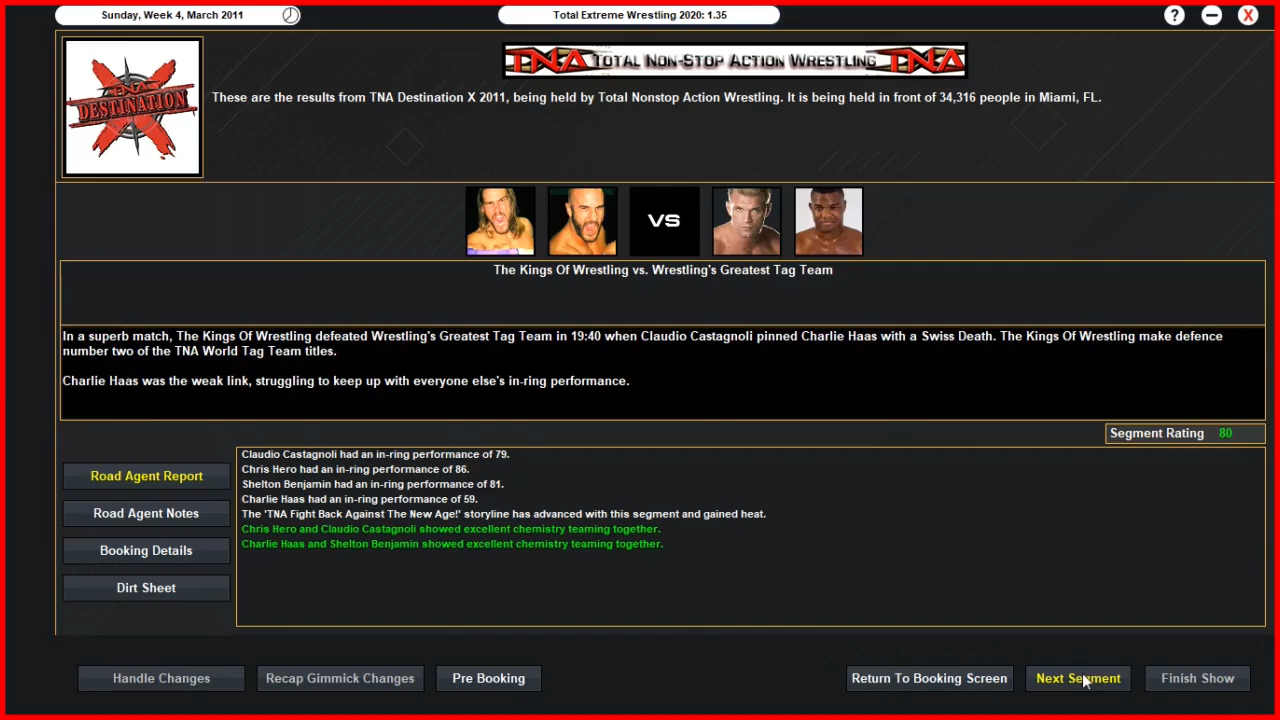 Sunday, Week 4, March 2011
Total Extreme Wrestling 2020: 1.35
?
X
TNA
DESTINATION
X
TNA TOTAL NON-STOP ACTION WRESTLING TNA
These are the results from TNA Destination X 2011, being held by Total Nonstop Action Wrestling. It is being held in front of 34,316 people in Miami, FL.
VS
The Kings Of Wrestling vs. Wrestling's Greatest Tag Team
In a superb match, The Kings Of Wrestling defeated Wrestling's Greatest Tag Team in 19:40 when Claudio Castagnoli pinned Charlie Haas with a Swiss Death. The Kings Of Wrestling make defence
number two of the TNA World Tag Team titles.
Charlie Haas was the weak link, struggling to keep up with everyone else's in-ring performance.
Segment Rating 80
Road Agent Report
Road Agent Notes
Booking Details
Dirt Sheet
Claudio Castagnoli had an in-ring performance of 79.
Chris Hero had an in-ring performance of 86.
Shelton Benjamin had an in-ring performance of 81.
Charlie Haas had an in-ring performance of 59.
The 'TNA Fight Back Against The New Age!' storyline has advanced with this segment and gained heat.
Chris Hero and Claudio Castagnoli showed excellent chemistry teaming together.
Charlie Haas and Shelton Benjamin showed excellent chemistry teaming together.
Handle Changes
Recap Gimmick Changes
Pre Booking
Return To Booking Screen
Next Segment
Finish Show